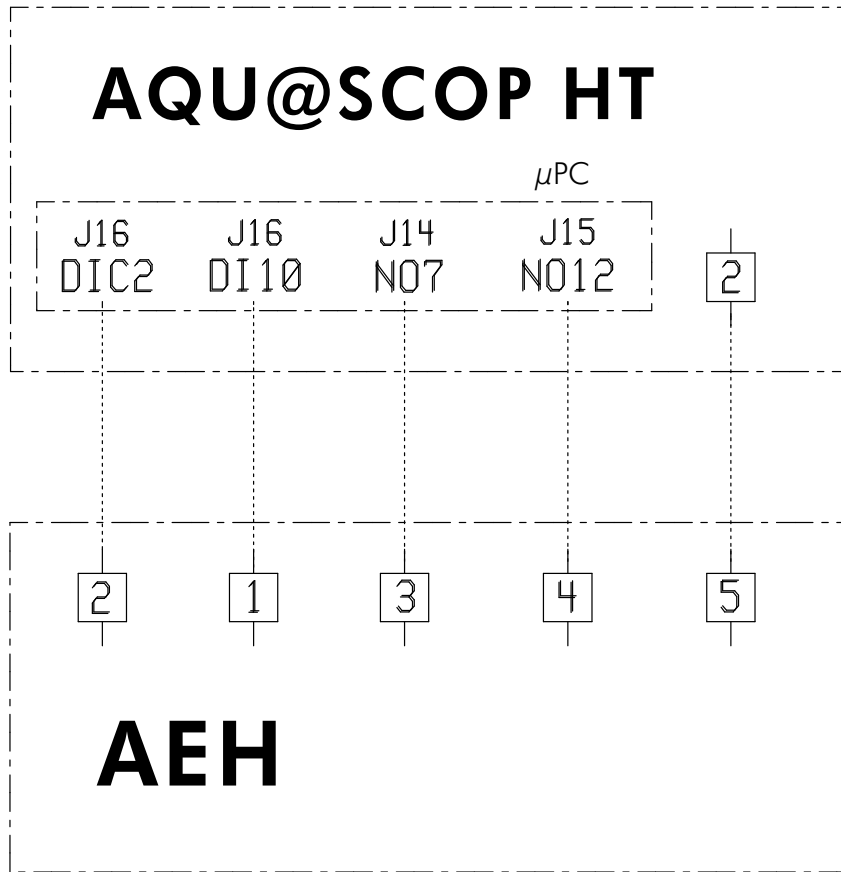 AQU@SCOP HT
µPC
J16 J16 J14 J15
DIC2 DI10 NO7 NO12 2
2 1 3 4 5
AEH